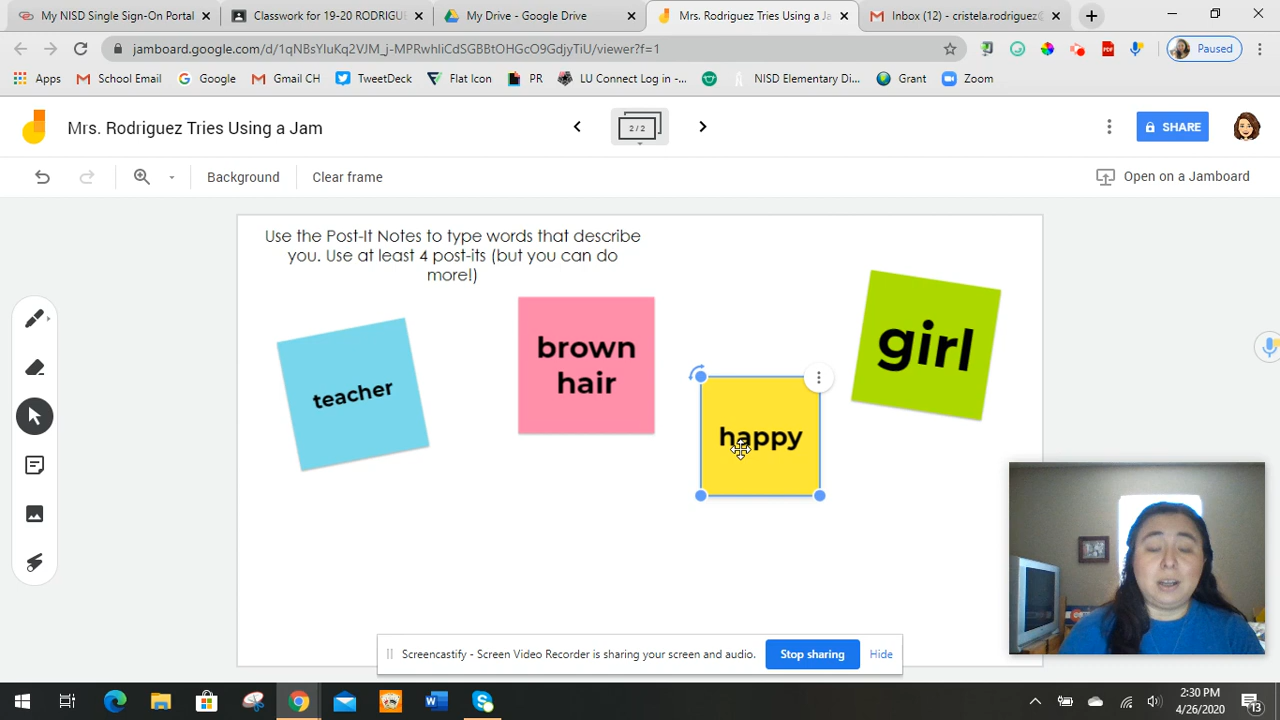 My NISD Single Sign-On Portal
Classwork for 19-20 RODRIGUE
My Drive - Google Drive
Mrs. Rodriguez Tries Using a Ja
Inbox (12) - cristela.rodriguez@
jamboard.google.com/d/1qNBsYIuKq2VJM_j-MPRwhIiCdSGBBtOHGcO9GdjyTiU/viewer?f=1
Paused
Apps
School Email
Google
Gmail CH
TweetDeck
Flat Icon
PR
LU Connect Log in -...
NISD Elementary Di...
Grant
Zoom
Mrs. Rodriguez Tries Using a Jam
2 / 2
SHARE
Background
Clear frame
Open on a Jamboard
Use the Post-It Notes to type words that describe
you. Use at least 4 post-its (but you can do
more!)
teacher
brown
hair
happy
girl
Screencastify - Screen Video Recorder is sharing your screen and audio.
Stop sharing
Hide
2:30 PM
4/26/2020
13